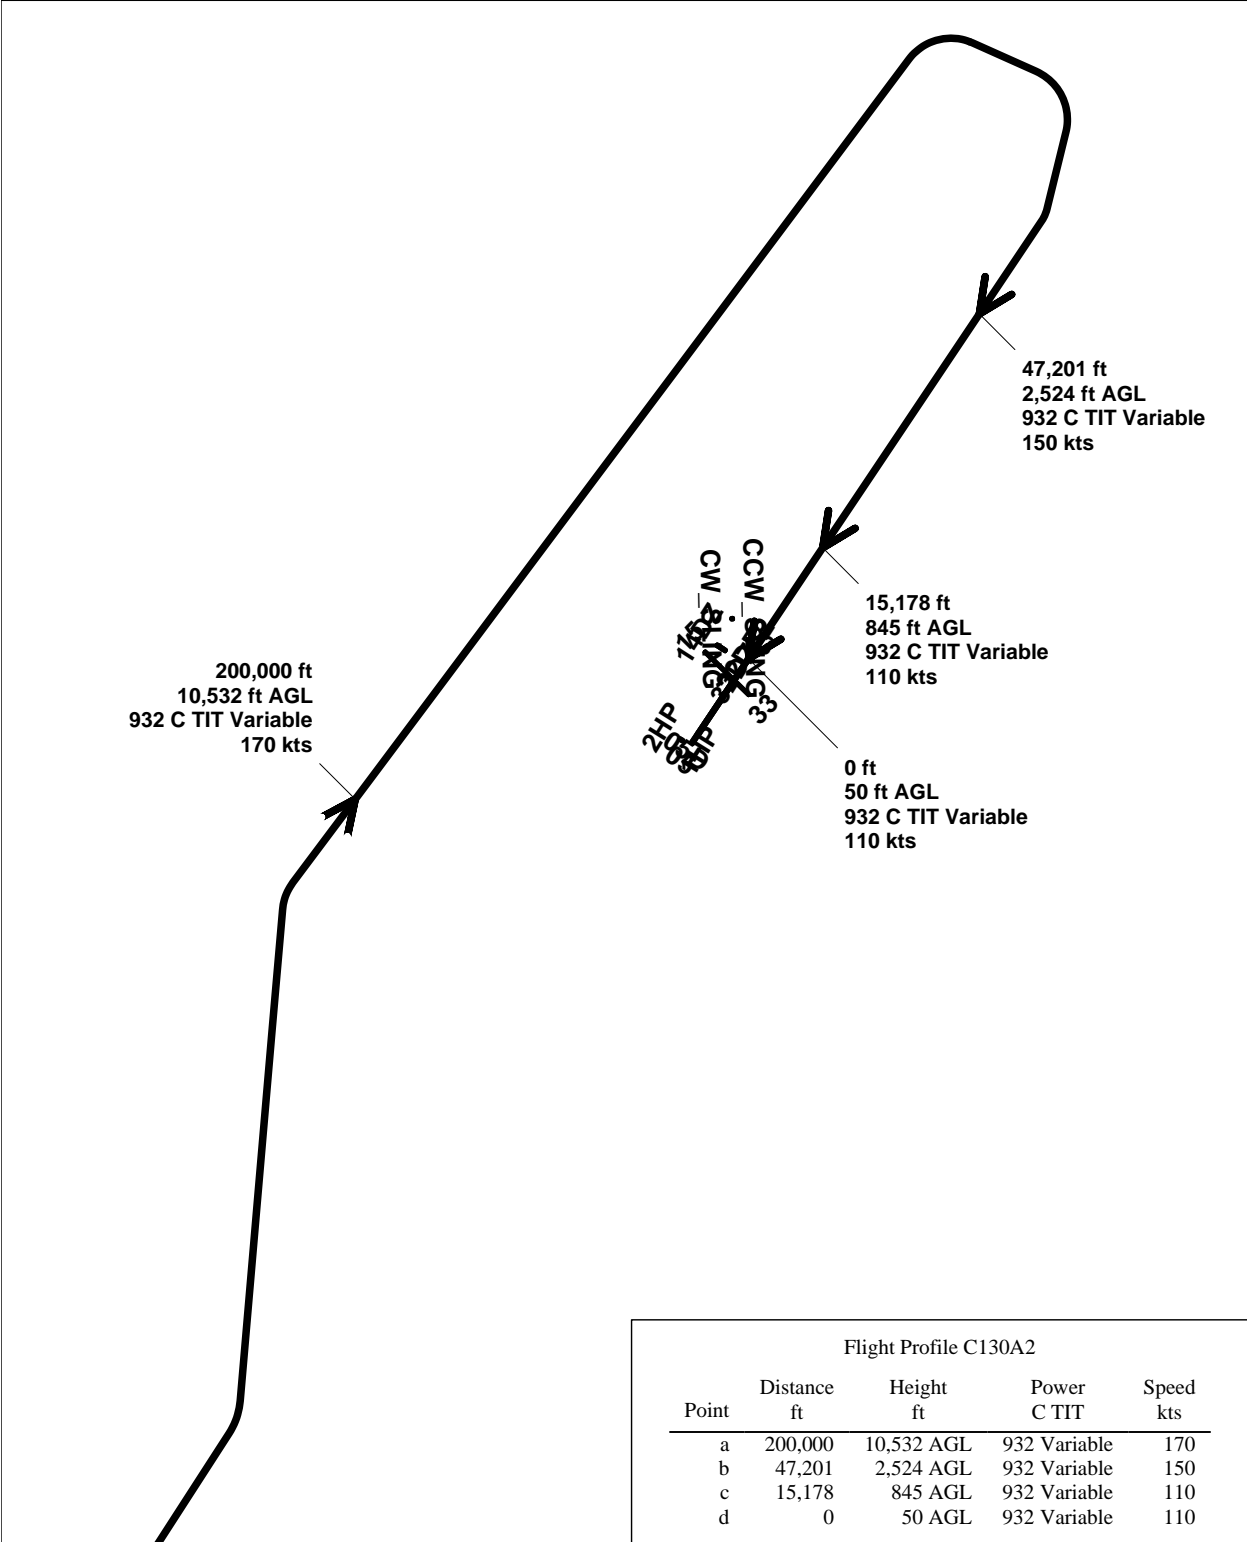 47,201 ft
2,524 ft AGL
932 C TIT Variable
150 kts
CW_SLING
CCW_SLING
15,178 ft
845 ft AGL
932 C TIT Variable
110 kts
200,000 ft
10,532 ft AGL
932 C TIT Variable
170 kts
33
2HP
0 ft
50 ft AGL
932 C TIT Variable
110 kts
Flight Profile C130A2
Point Distance ft Height ft Power C TIT Speed kts
a 200,000 10,532 AGL 932 Variable 170
b 47,201 2,524 AGL 932 Variable 150
c 15,178 845 AGL 932 Variable 110
d 0 50 AGL 932 Variable 110